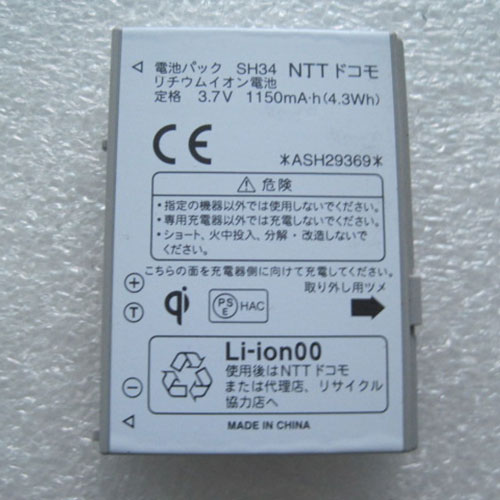 電池パック SH34 NTTドコモ
リチウムイオン電池
定格 3.7V 1150mA·h(4.3Wh)
CE
*ASH29369*
⚠危険
・指定の機器以外では使用しないでください。
・専用充電器以外では充電しないでください。
・ショート、火中投入、分解・改造しないで
ください。
こちらの面を充電器側に向けて充電してください。
取り外し用ツメ
+
T
qi
PS
E
HAC
Li-ion00
使用後はNTTドコモ
または代理店、リサイクル
協力店へ
−
MADE IN CHINA